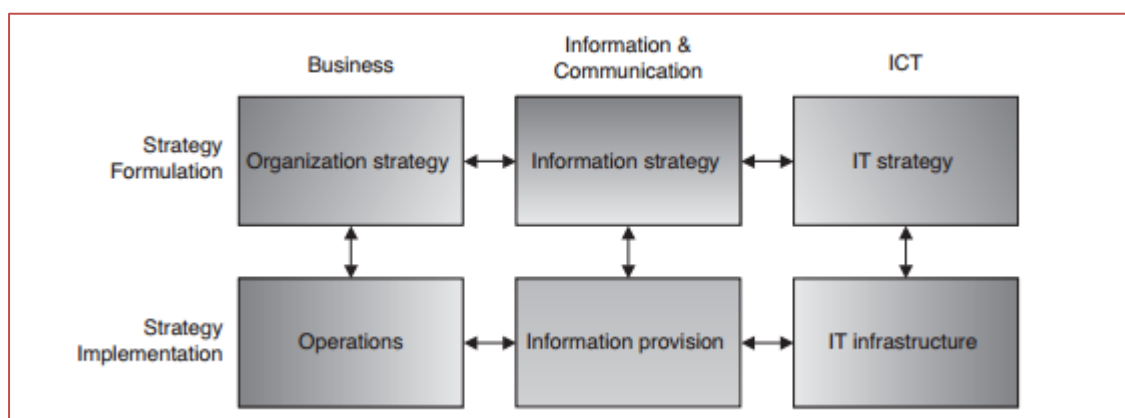 Business
Information &
Communication
ICT
Strategy
Formulation
Organization strategy
Information strategy
IT strategy
Strategy
Implementation
Operations
Information provision
IT infrastructure